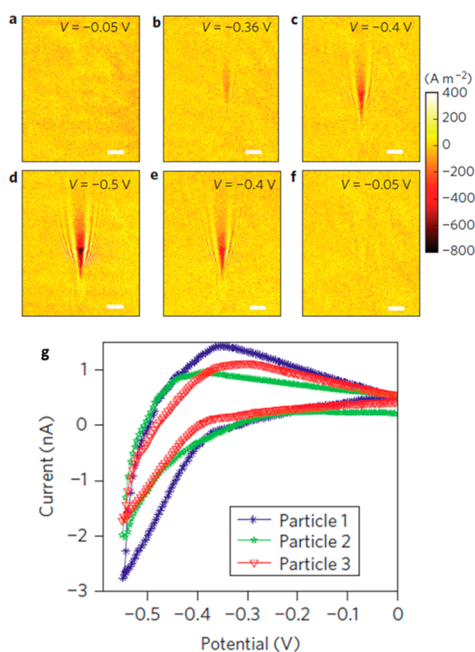 a V = −0.05 V
b V = −0.36 V
c V = −0.4 V
(A m⁻²)
400
200
0
−200
−400
−600
−800
d V = −0.5 V
e V = −0.4 V
f V = −0.05 V
g
1
0
−1
−2
−3
Current (nA)
Particle 1
Particle 2
Particle 3
−0.5 −0.4 −0.3 −0.2 −0.1 0
Potential (V)